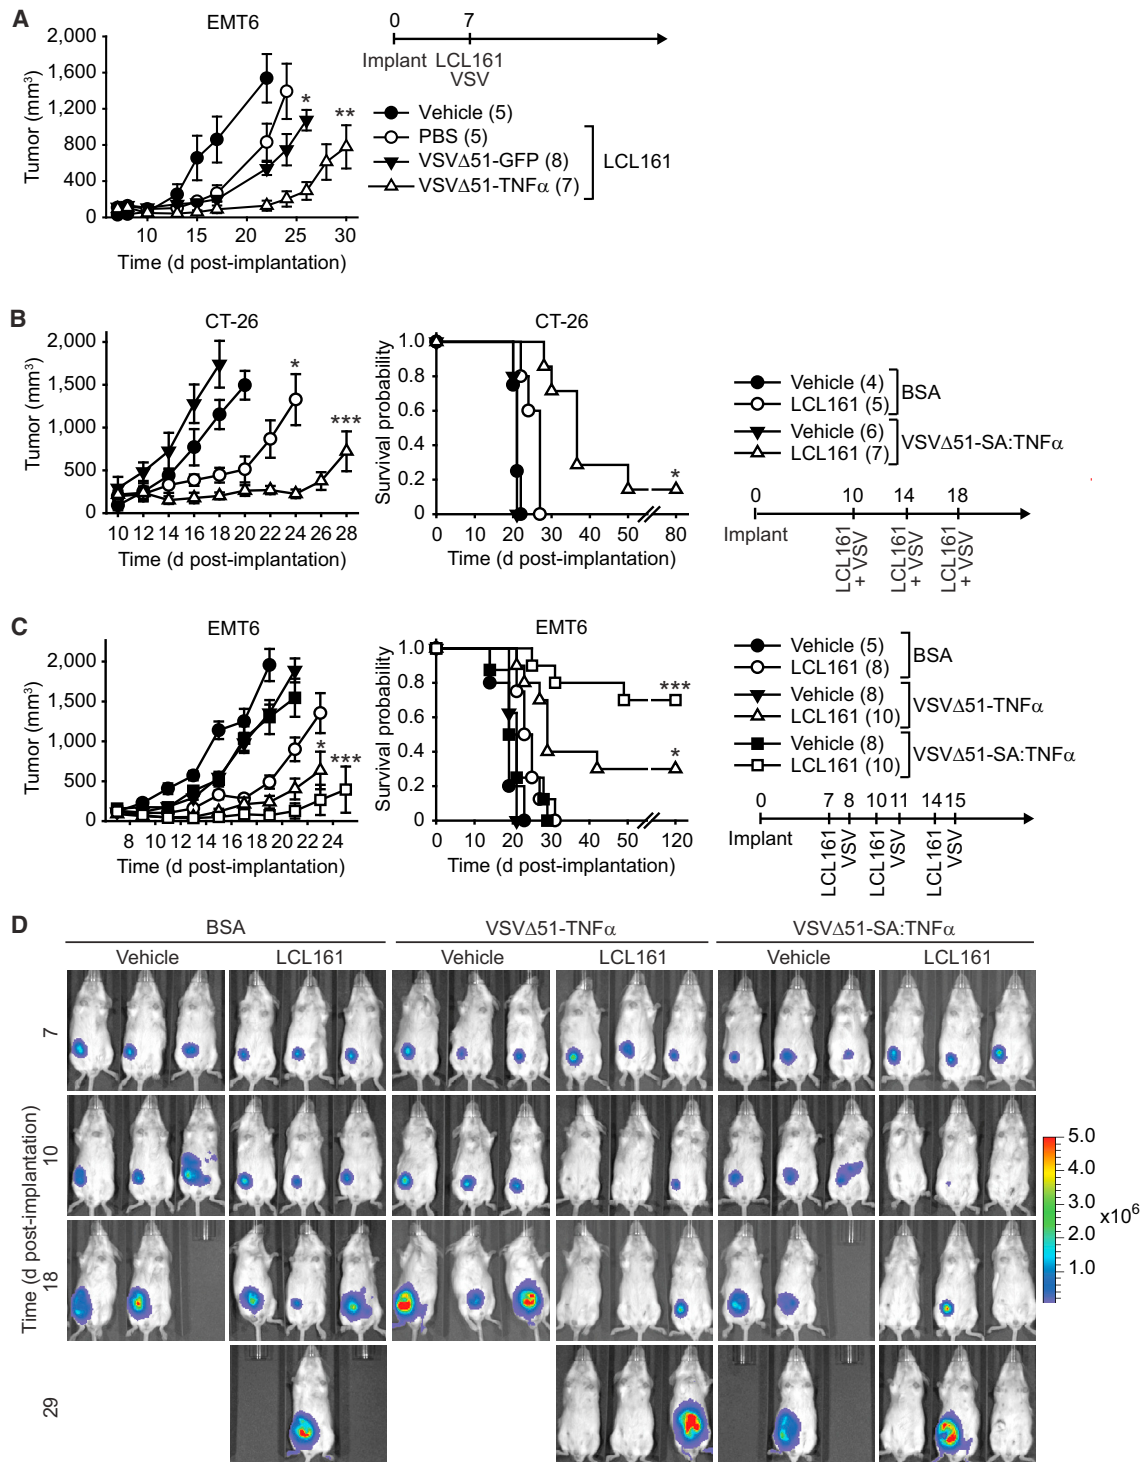 A
EMT6
2,000
1,600
1,200
800
400
0
Tumor (mm³)
10 15 20 25 30
Time (d post-implantation)
* **
0 7
Implant LCL161
VSV
Vehicle (5)
PBS (5)
VSVΔ51-GFP (8)
VSVΔ51-TNFα (7)
LCL161
B
CT-26
2,000
1,500
1,000
500
0
Tumor (mm³)
* ***
10 12 14 16 18 20 22 24 26 28
Time (d post-implantation)
CT-26
1.0
0.8
0.6
0.4
0.2
0
Survival probability
*
0 10 20 30 40 50 80
Time (d post-implantation)
Vehicle (4)
LCL161 (5)
BSA
Vehicle (6)
LCL161 (7)
VSVΔ51-SA:TNFα
0 10 14 18
Implant
LCL161
+ VSV
LCL161
+ VSV
LCL161
+ VSV
C
EMT6
2,000
1,500
1,000
500
0
Tumor (mm³)
* ***
8 10 12 14 16 18 20 22 24
Time (d post-implantation)
EMT6
1.0
0.8
0.6
0.4
0.2
0
Survival probability
***
*
0 10 20 30 40 50 120
Time (d post-implantation)
Vehicle (5)
LCL161 (8)
BSA
Vehicle (8)
LCL161 (10)
VSVΔ51-TNFα
Vehicle (8)
LCL161 (10)
VSVΔ51-SA:TNFα
0 7 8 10 11 14 15
Implant
LCL161
VSV
LCL161
VSV
LCL161
VSV
D
BSA VSVΔ51-TNFα VSVΔ51-SA:TNFα
Vehicle LCL161 Vehicle LCL161 Vehicle LCL161
Time (d post-implantation)
7
10
18
29
5.0
4.0
3.0
2.0
1.0
x10⁶